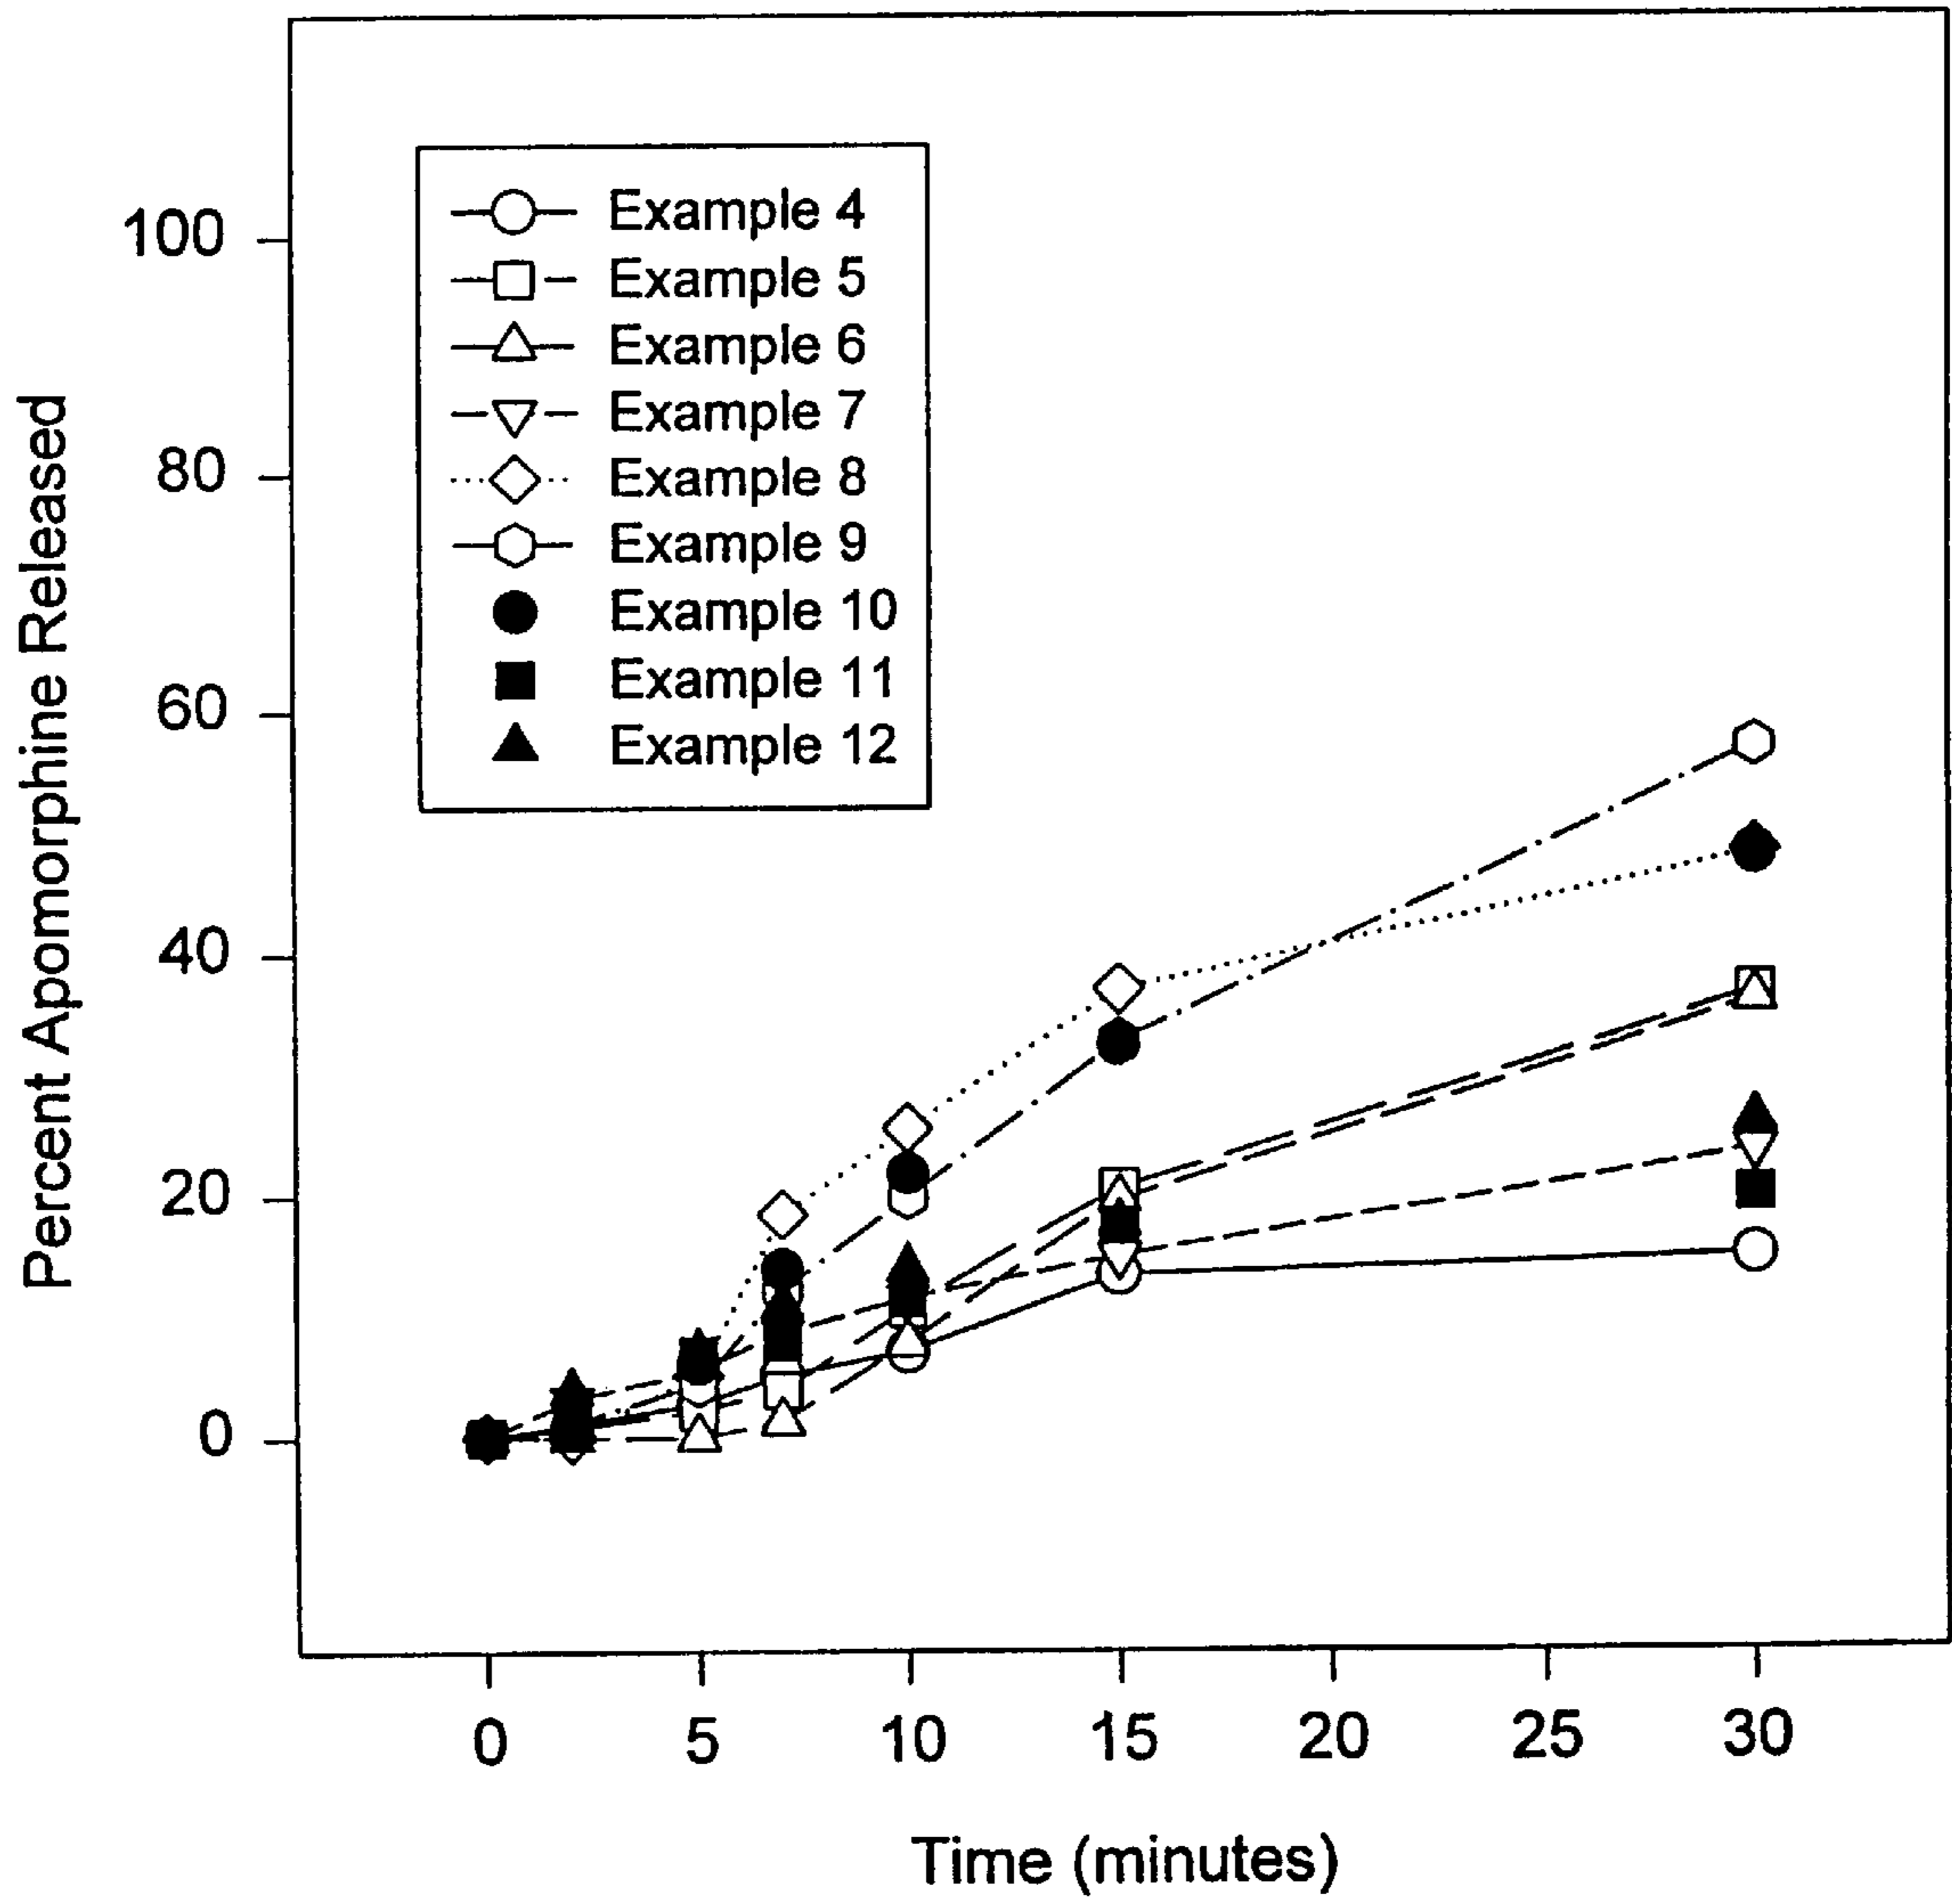 Percent Apomorphine Released
100
80
60
40
20
0
Example 4
Example 5
Example 6
Example 7
Example 8
Example 9
Example 10
Example 11
Example 12
0 5 10 15 20 25 30
Time (minutes)